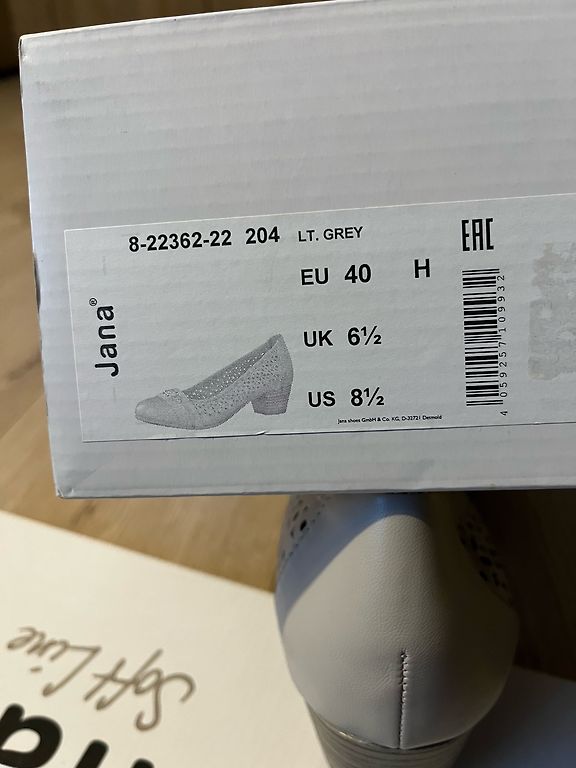 8-22362-22 204 LT. GREY
EAC
EU 40 H
Jana®
UK 6½
US 8½
Jana shoes GmbH & Co. KG, D-32721 Detmold
4 059257 109932
Soft Line
na